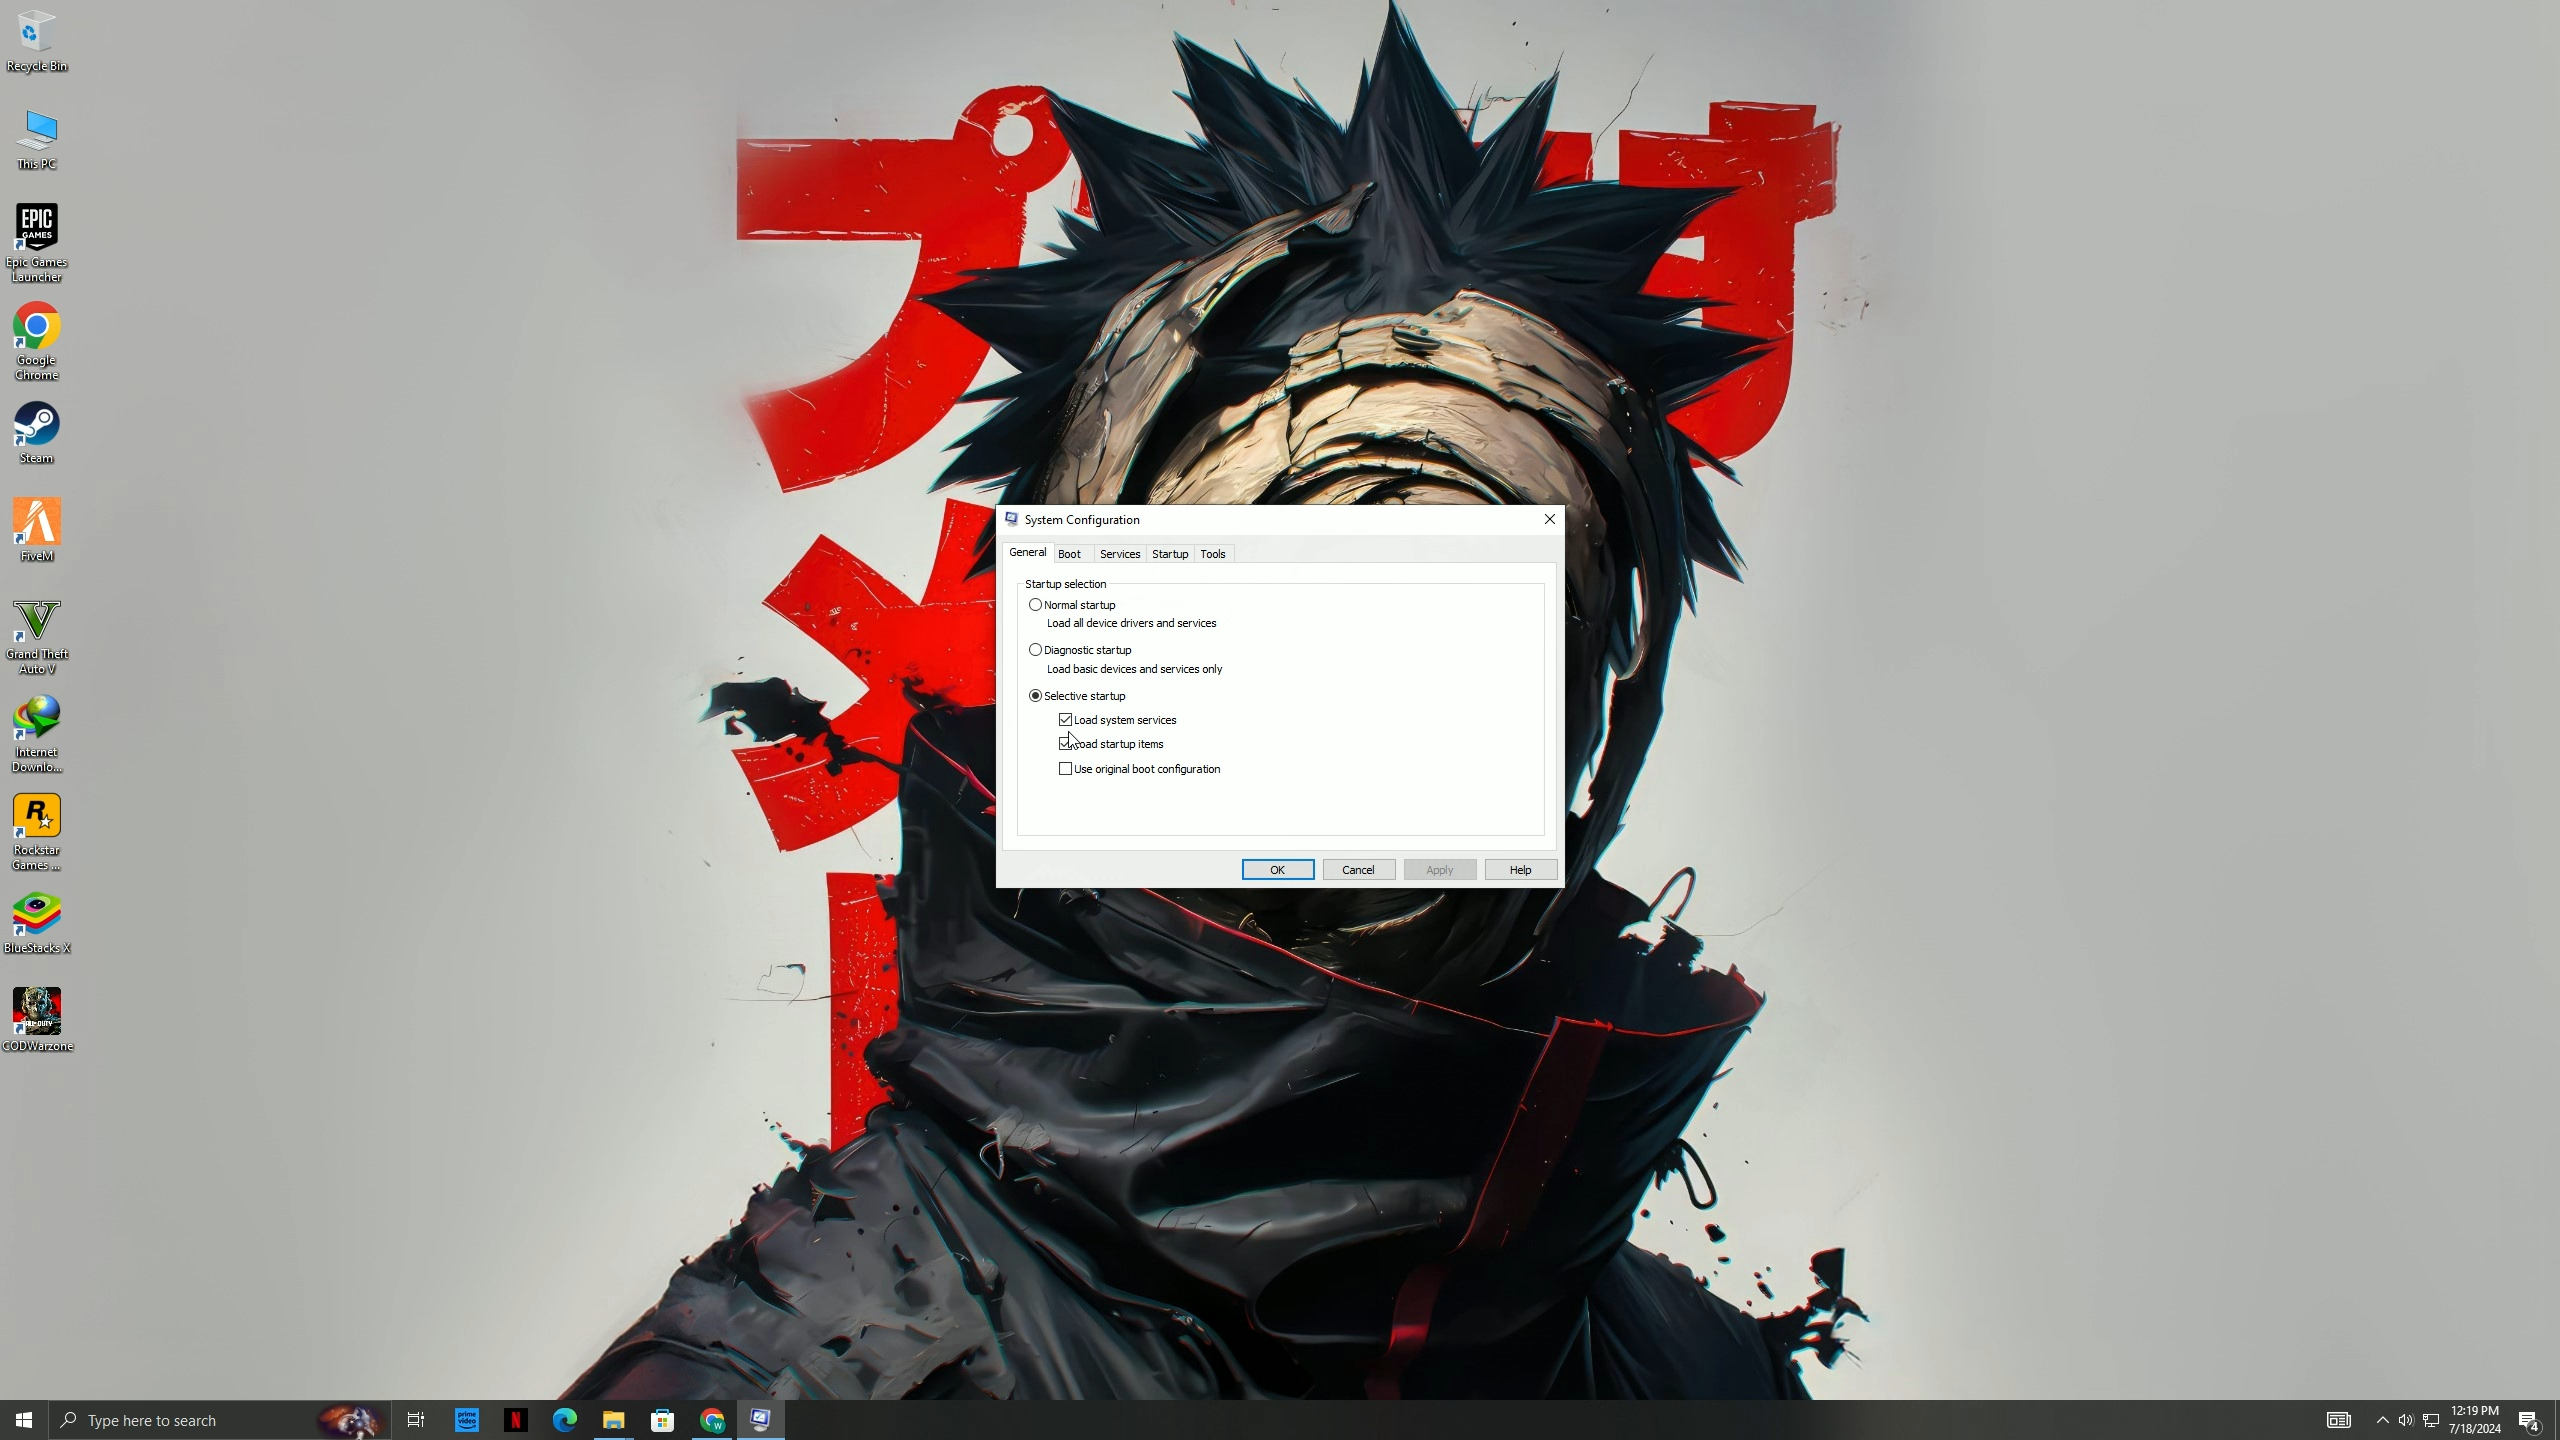 Recycle Bin
This PC
EPIC
GAMES
Epic Games
Launcher
Google
Chrome
Steam
FiveM
Grand Theft
Auto V
Internet
Downlo...
Rockstar
Games ...
BlueStacks X
CODWarzone
System Configuration
General Boot Services Startup Tools
Startup selection
Normal startup
Load all device drivers and services
Diagnostic startup
Load basic devices and services only
Selective startup
Load system services
startup items
Use original boot configuration
OK Cancel Apply Help
Type here to search
prime
video
N
W
12:19 PM
7/18/2024
4